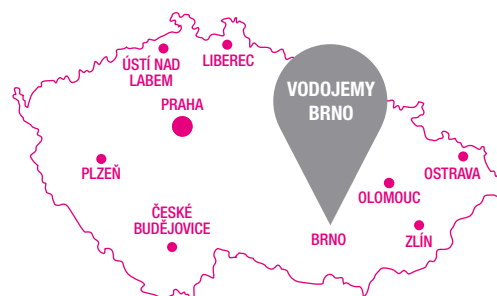 ÚSTÍ NAD
LABEM
LIBEREC
VODOJEMY
BRNO
PRAHA
PLZEŇ
OSTRAVA
OLOMOUC
ČESKÉ
BUDĚJOVICE
BRNO
ZLÍN